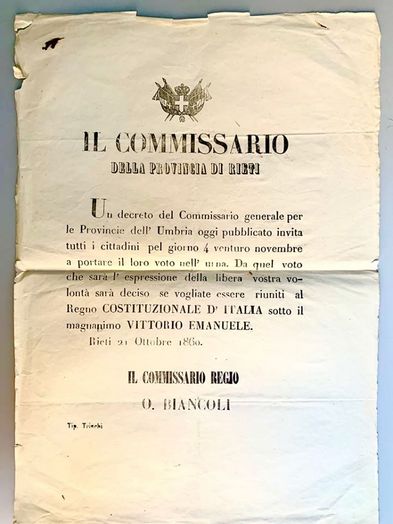 IL COMMISSARIO
DELLA PROVINCIA DI RIETI
Un decreto del Commissario generale per
le Provincie dell' Umbria oggi pubblicato invita
tutti i cittadini pel giorno 4 venturo novembre
a portare il loro voto nell' urna. Da quel voto
che sarà l' espressione della libera vostra vo-
lontà sarà deciso se vogliate essere riuniti al
Regno COSTITUZIONALE D' ITALIA sotto il
magnanimo VITTORIO EMANUELE.
Rieti 21 Ottobre 1860.
IL COMMISSARIO REGIO
O. BIANCOLI
Tip. Trinchi